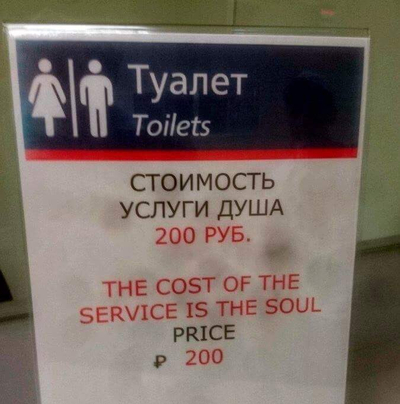 Туалет
Toilets
СТОИМОСТЬ
УСЛУГИ ДУША
200 РУБ.
THE COST OF THE
SERVICE IS THE SOUL
PRICE
₽ 200